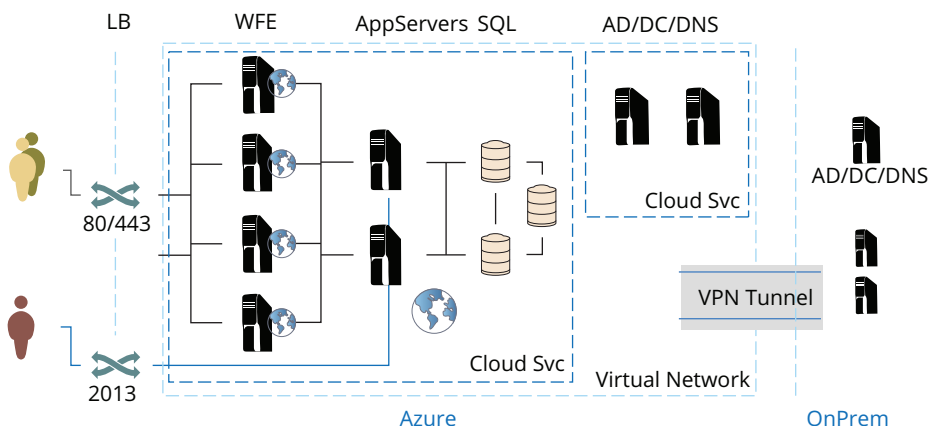 LB
WFE
AppServers
SQL
AD/DC/DNS
80/443
2013
Cloud Svc
Cloud Svc
Virtual Network
VPN Tunnel
AD/DC/DNS
Azure
OnPrem